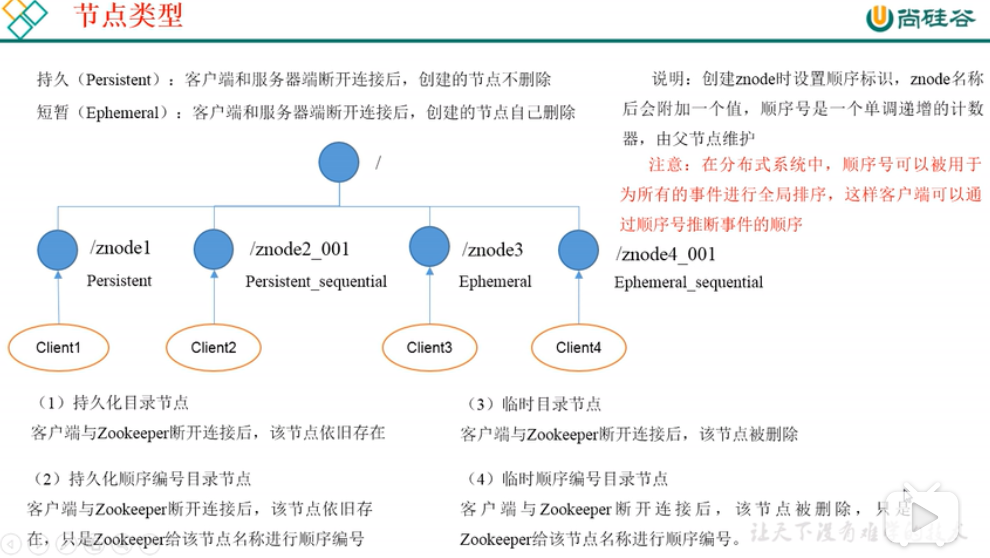 节点类型
尚硅谷
持久（Persistent）：客户端和服务器端断开连接后，创建的节点不删除
短暂（Ephemeral）：客户端和服务器端断开连接后，创建的节点自己删除
说明：创建znode时设置顺序标识，znode名称
后会附加一个值，顺序号是一个单调递增的计数
器，由父节点维护
注意：在分布式系统中，顺序号可以被用于
为所有的事件进行全局排序，这样客户端可以通
过顺序号推断事件的顺序
/
/znode1
Persistent
/znode2_001
Persistent_sequential
/znode3
Ephemeral
/znode4_001
Ephemeral_sequential
Client1
Client2
Client3
Client4
（1）持久化目录节点
客户端与Zookeeper断开连接后，该节点依旧存在
（2）持久化顺序编号目录节点
客户端与Zookeeper断开连接后，该节点依旧存
在，只是Zookeeper给该节点名称进行顺序编号
（3）临时目录节点
客户端与Zookeeper断开连接后，该节点被删除
（4）临时顺序编号目录节点
客户端与Zookeeper断开连接后，该节点被删除，只是
Zookeeper给该节点名称进行顺序编号。
让天下没有难